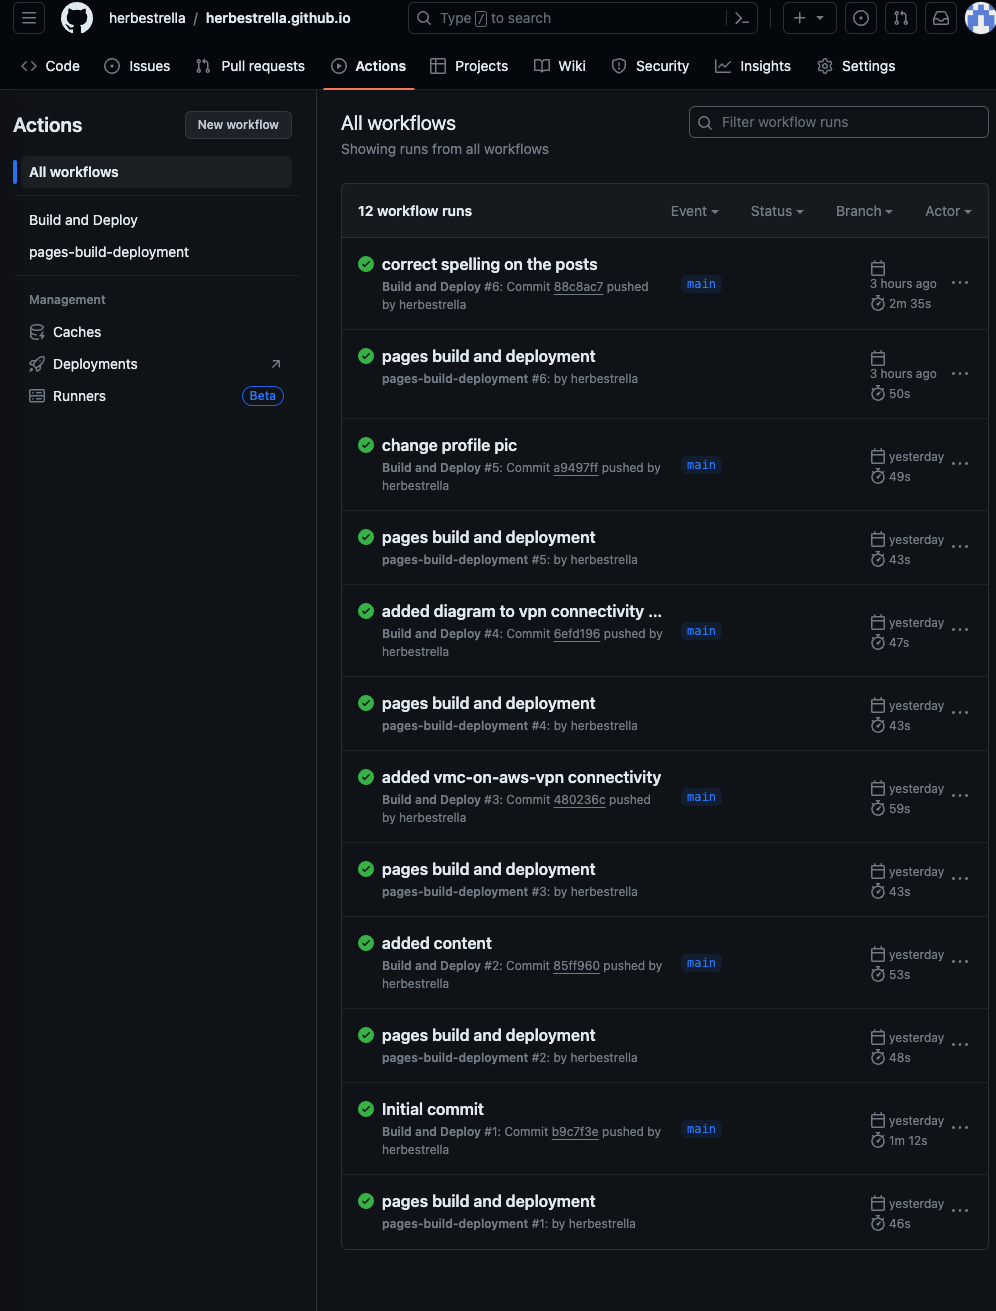 herbestrella / herbestrella.github.io
Type / to search
Code
Issues
Pull requests
Actions
Projects
Wiki
Security
Insights
Settings
Actions
New workflow
All workflows
Build and Deploy
pages-build-deployment
Management
Caches
Deployments
Runners
Beta
All workflows
Showing runs from all workflows
Filter workflow runs
12 workflow runs
Event
Status
Branch
Actor
correct spelling on the posts
Build and Deploy #6: Commit 88c8ac7 pushed
by herbestrella
main
3 hours ago
2m 35s
pages build and deployment
pages-build-deployment #6: by herbestrella
3 hours ago
50s
change profile pic
Build and Deploy #5: Commit a9497ff pushed by
herbestrella
main
yesterday
49s
pages build and deployment
pages-build-deployment #5: by herbestrella
yesterday
43s
added diagram to vpn connectivity ...
Build and Deploy #4: Commit 6efd196 pushed by
herbestrella
main
yesterday
47s
pages build and deployment
pages-build-deployment #4: by herbestrella
yesterday
43s
added vmc-on-aws-vpn connectivity
Build and Deploy #3: Commit 480236c pushed
by herbestrella
main
yesterday
59s
pages build and deployment
pages-build-deployment #3: by herbestrella
yesterday
43s
added content
Build and Deploy #2: Commit 85ff960 pushed by
herbestrella
main
yesterday
53s
pages build and deployment
pages-build-deployment #2: by herbestrella
yesterday
48s
Initial commit
Build and Deploy #1: Commit b9c7f3e pushed by
herbestrella
main
yesterday
1m 12s
pages build and deployment
pages-build-deployment #1: by herbestrella
yesterday
46s